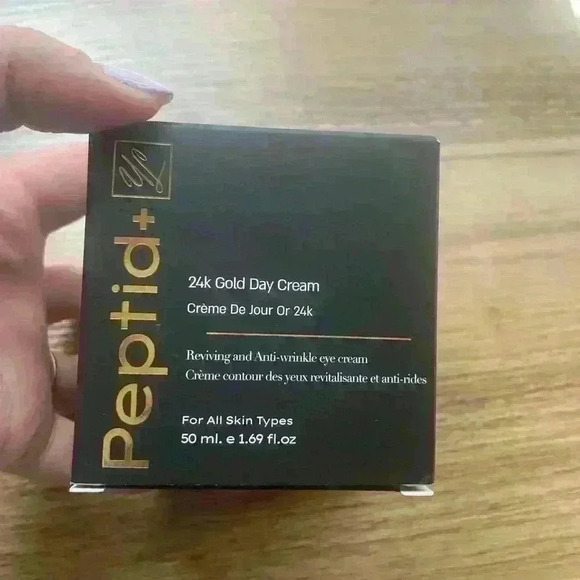 Peptid+
24k Gold Day Cream
Crème De Jour Or 24k
Reviving and Anti-wrinkle eye cream
Crème contour des yeux revitalisante et anti-rides
For All Skin Types
50 ml. e 1.69 fl.oz